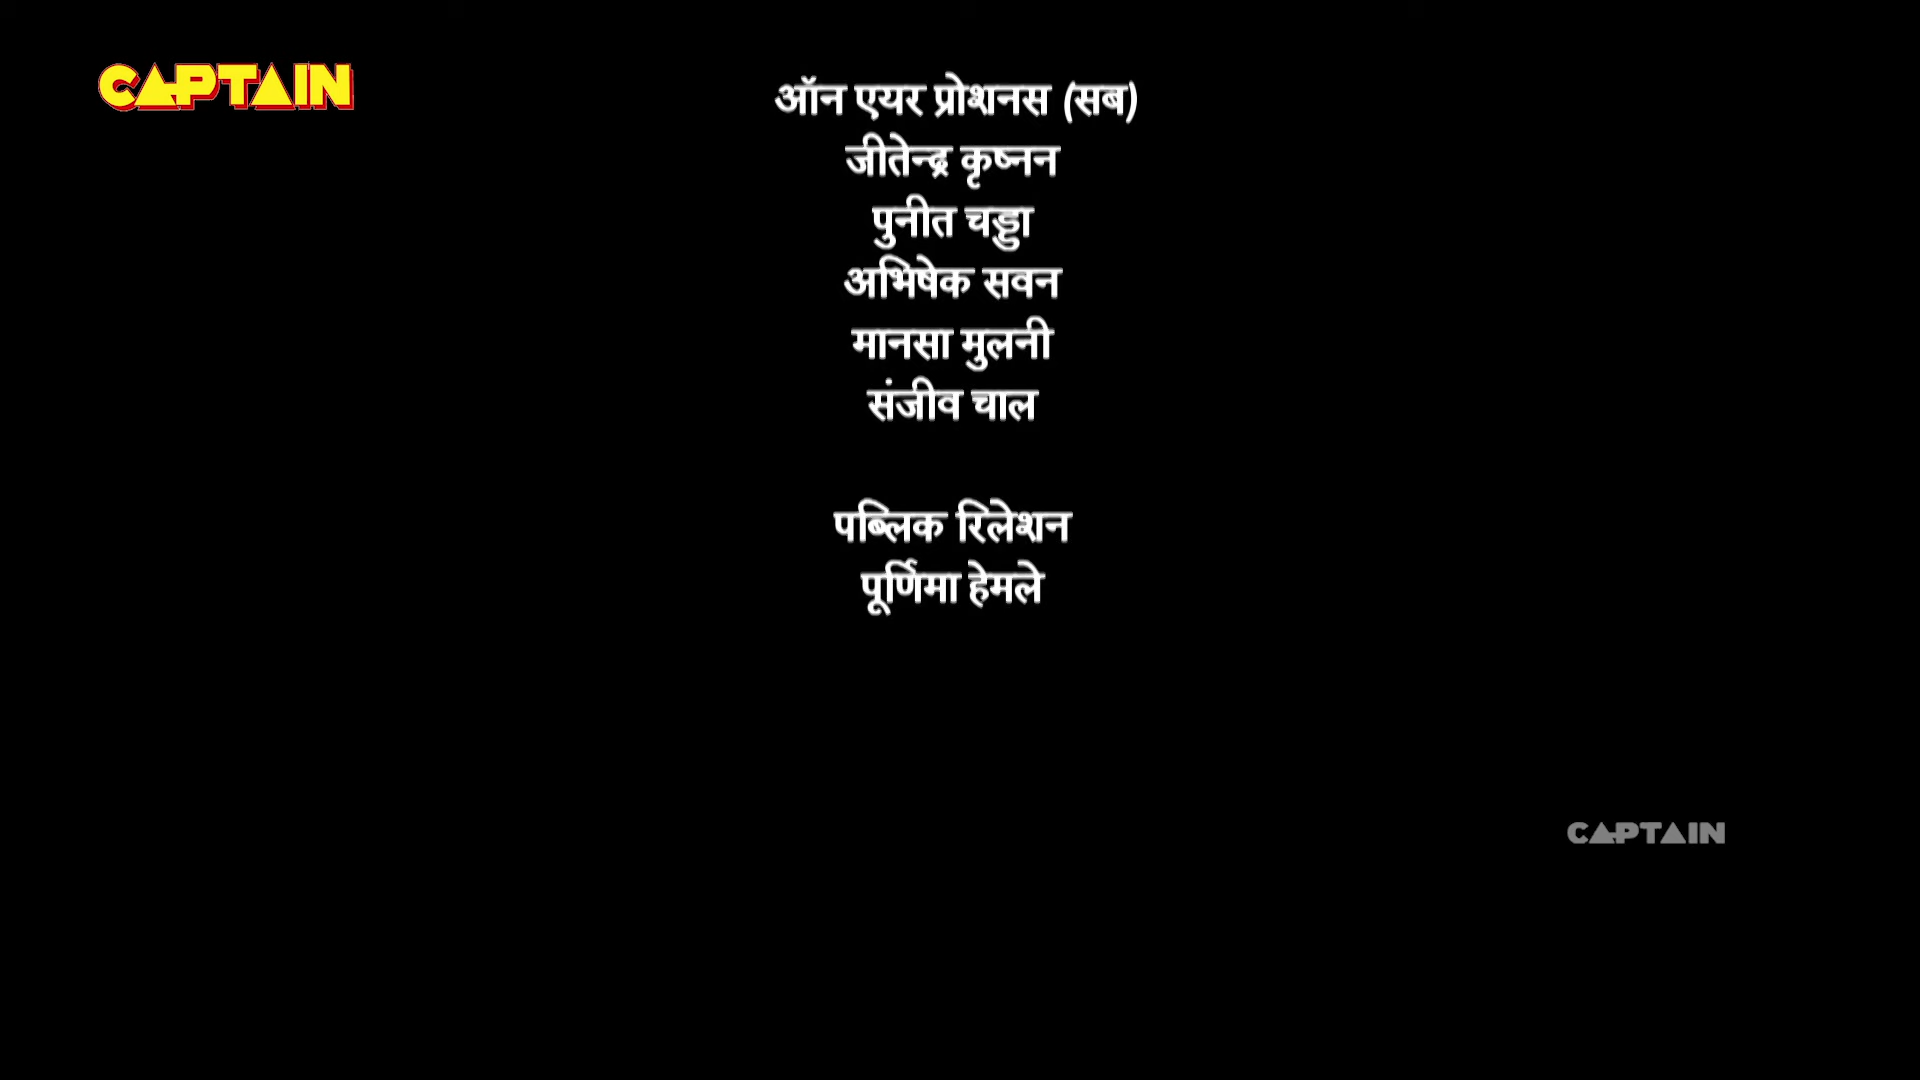 CAPTAIN
ऑन एयर प्रोशनस (सब)
जीतेन्द्र कृष्नन
पुनीत चड्डा
अभिषेक सवन
मानसा मुलनी
संजीव चाल
पब्लिक रिलेशन
पूर्णिमा हेमले
CAPTAIN